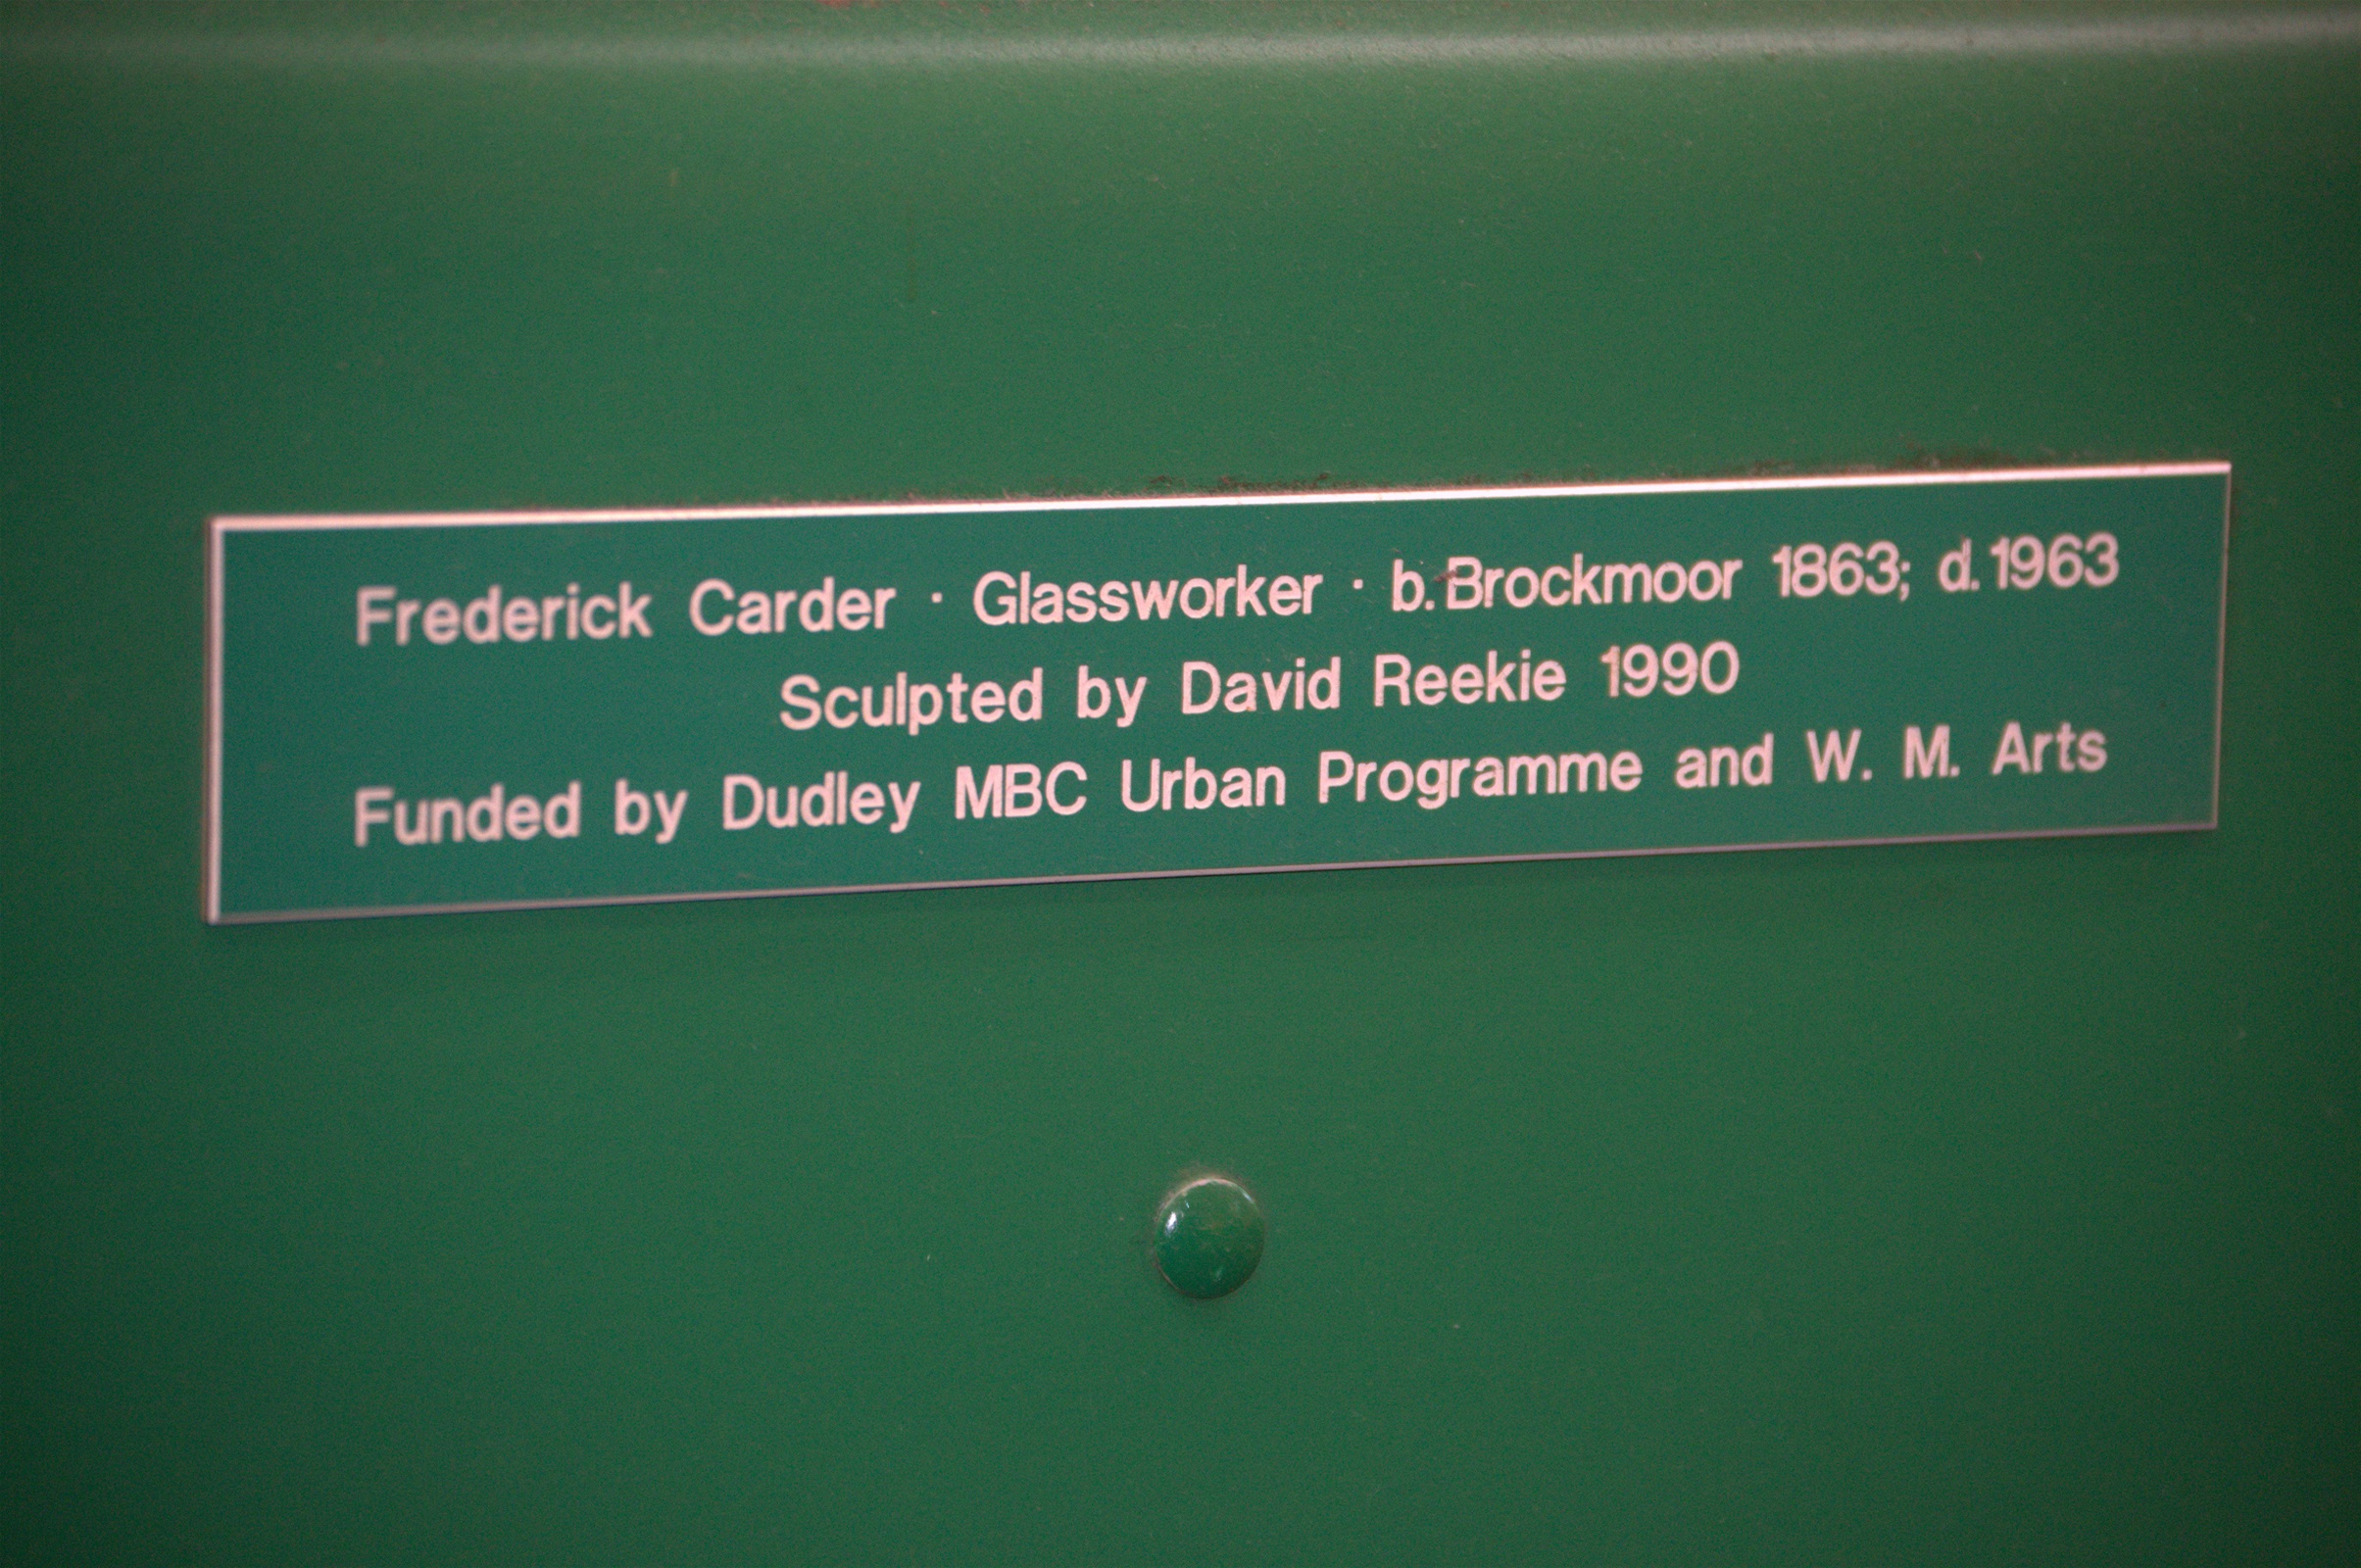 Frederick Carder · Glassworker · b.Brockmoor 1863; d.1963
Sculpted by David Reekie 1990
Funded by Dudley MBC Urban Programme and W. M. Arts